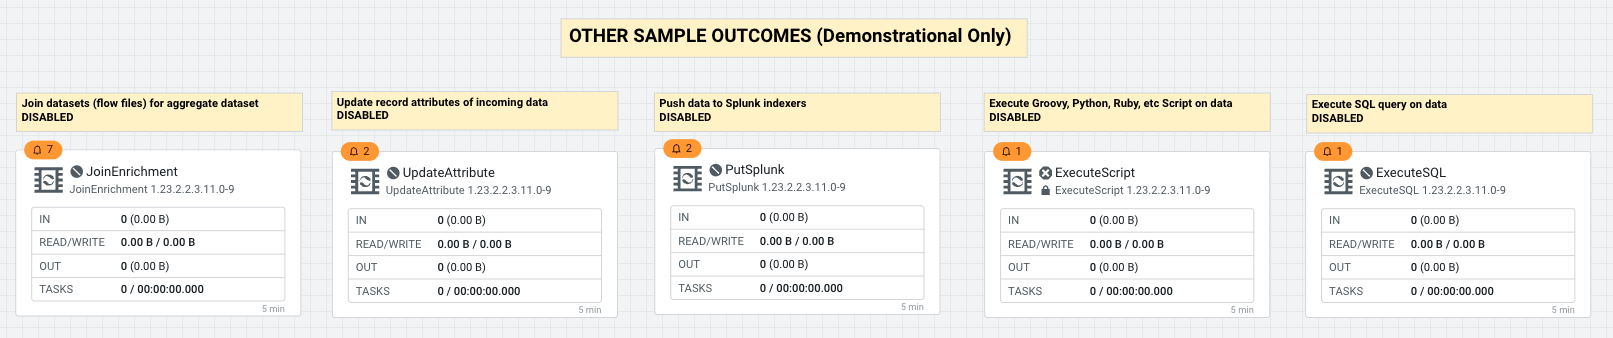 OTHER SAMPLE OUTCOMES (Demonstrational Only)
Join datasets (flow files) for aggregate dataset
DISABLED
7
JoinEnrichment
JoinEnrichment 1.23.2.2.3.11.0-9
IN 0 (0.00 B)
READ/WRITE 0.00 B / 0.00 B
OUT 0 (0.00 B)
TASKS 0 / 00:00:00.000
5 min
Update record attributes of incoming data
DISABLED
2
UpdateAttribute
UpdateAttribute 1.23.2.2.3.11.0-9
IN 0 (0.00 B)
READ/WRITE 0.00 B / 0.00 B
OUT 0 (0.00 B)
TASKS 0 / 00:00:00.000
5 min
Push data to Splunk indexers
DISABLED
2
PutSplunk
PutSplunk 1.23.2.2.3.11.0-9
IN 0 (0.00 B)
READ/WRITE 0.00 B / 0.00 B
OUT 0 (0.00 B)
TASKS 0 / 00:00:00.000
5 min
Execute Groovy, Python, Ruby, etc Script on data
DISABLED
1
ExecuteScript
ExecuteScript 1.23.2.2.3.11.0-9
IN 0 (0.00 B)
READ/WRITE 0.00 B / 0.00 B
OUT 0 (0.00 B)
TASKS 0 / 00:00:00.000
5 min
Execute SQL query on data
DISABLED
1
ExecuteSQL
ExecuteSQL 1.23.2.2.3.11.0-9
IN 0 (0.00 B)
READ/WRITE 0.00 B / 0.00 B
OUT 0 (0.00 B)
TASKS 0 / 00:00:00.000
5 min